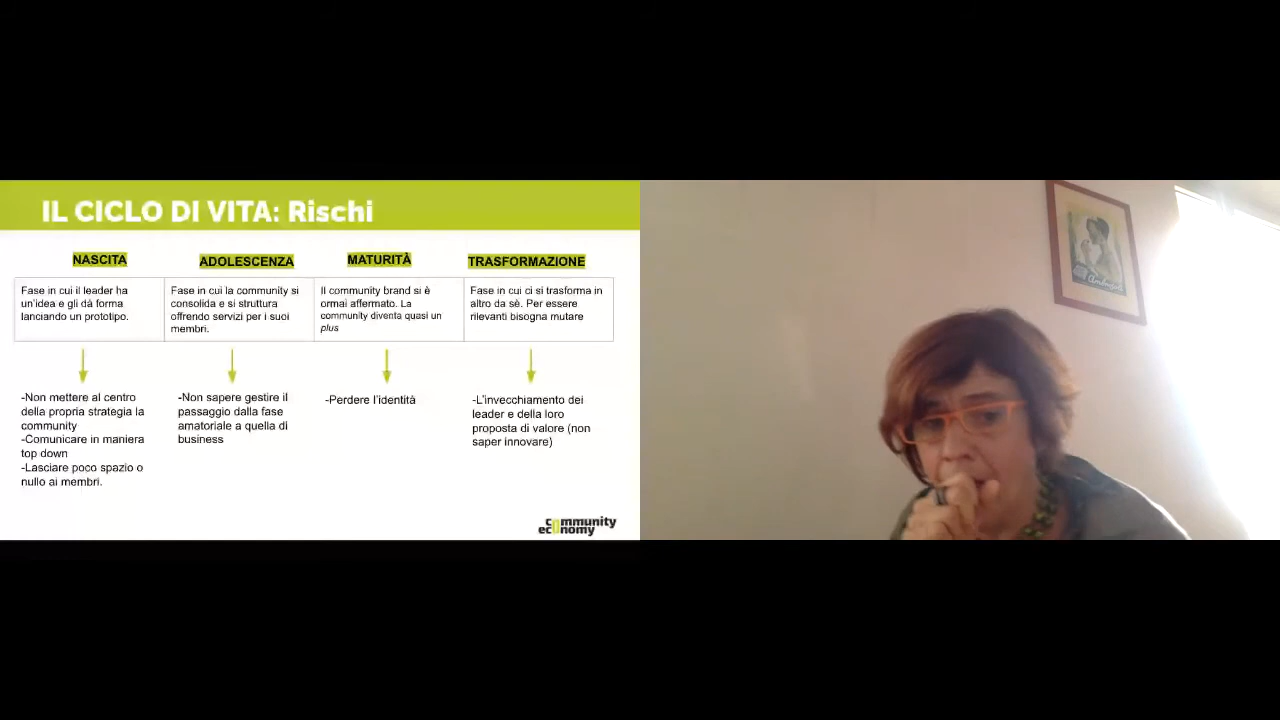 IL CICLO DI VITA: Rischi
NASCITA
ADOLESCENZA
MATURITÀ
TRASFORMAZIONE
Fase in cui il leader ha
un'idea e gli dà forma
lanciando un prototipo.
Fase in cui la community si
consolida e si struttura
offrendo servizi per i suoi
membri.
Il community brand si è
ormai affermato. La
community diventa quasi un
plus
Fase in cui ci si trasforma in
altro da sè. Per essere
rilevanti bisogna mutare
-Non mettere al centro
della propria strategia la
community
-Comunicare in maniera
top down
-Lasciare poco spazio o
nullo ai membri.
-Non sapere gestire il
passaggio dalla fase
amatoriale a quella di
business
-Perdere l'identità
-L'invecchiamento dei
leader e della loro
proposta di valore (non
saper innovare)
community
economy